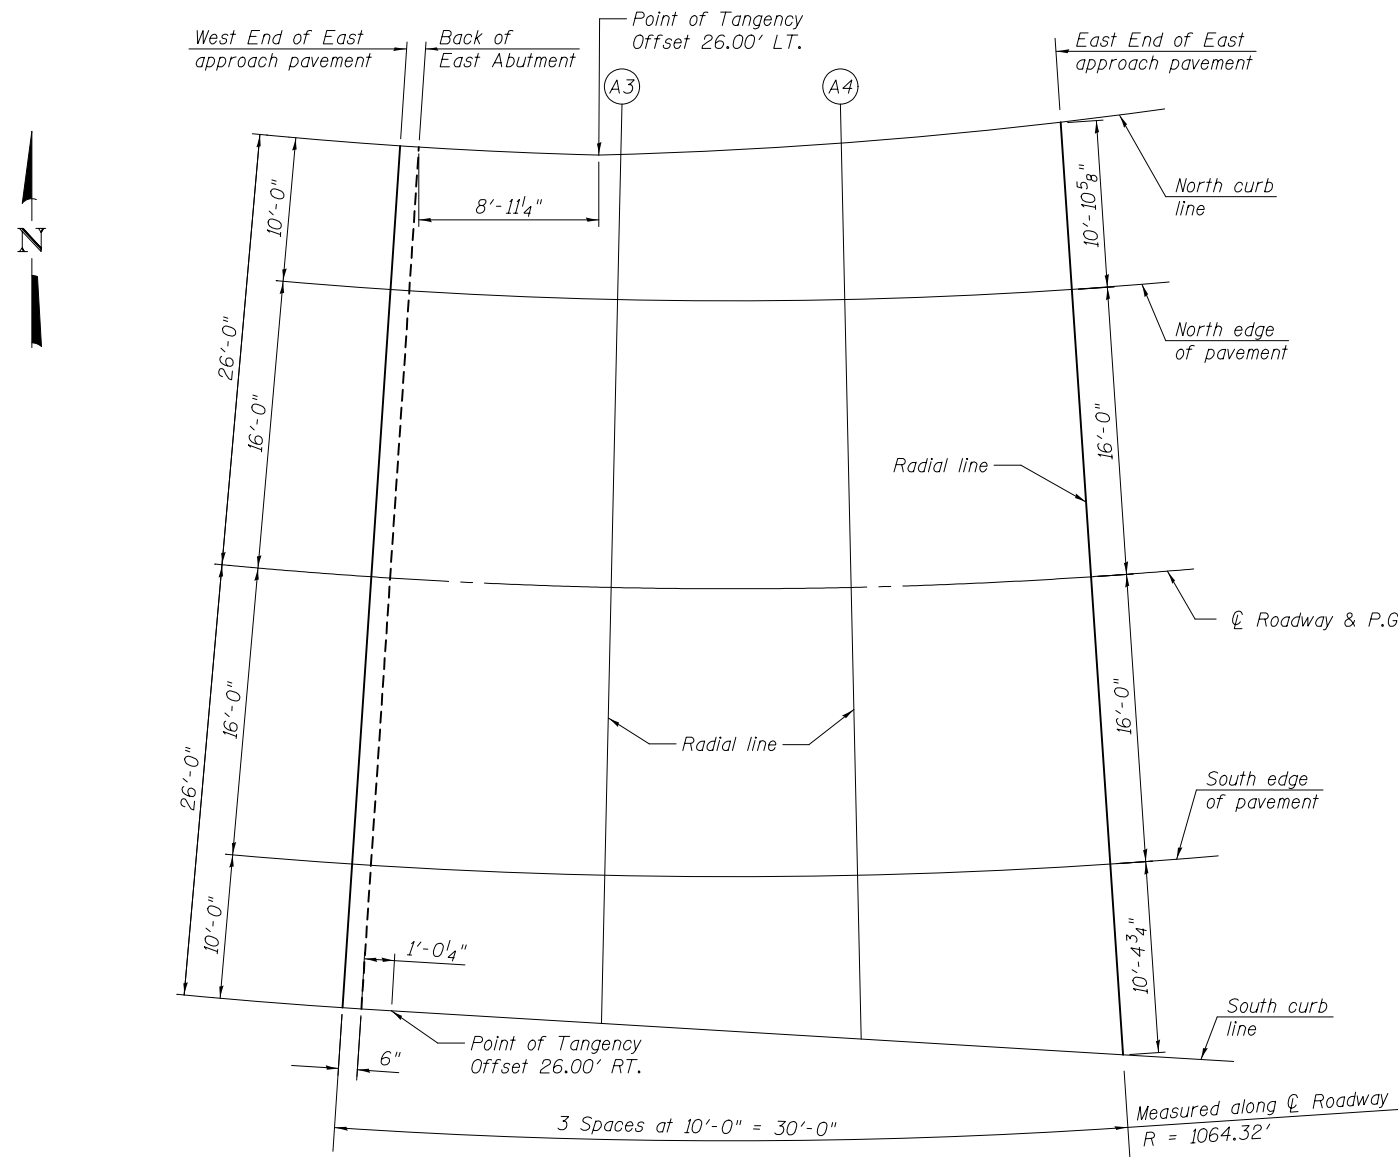 Point of Tangency
Offset 26.00' LT.
West End of East
approach pavement
Back of
East Abutment
East End of East
approach pavement
A3
A4
N
10'-0"
8'-11¼"
10'-10⅝"
North curb
line
26'-0"
16'-0"
North edge
of pavement
16'-0"
Radial line
℄ Roadway & P.G
26'-0"
16'-0"
16'-0"
Radial line
South edge
of pavement
10'-0"
1'-0¼"
10'-4¾"
South curb
line
Point of Tangency
Offset 26.00' RT.
6"
3 Spaces at 10'-0" = 30'-0"
Measured along ℄ Roadway
R = 1064.32'